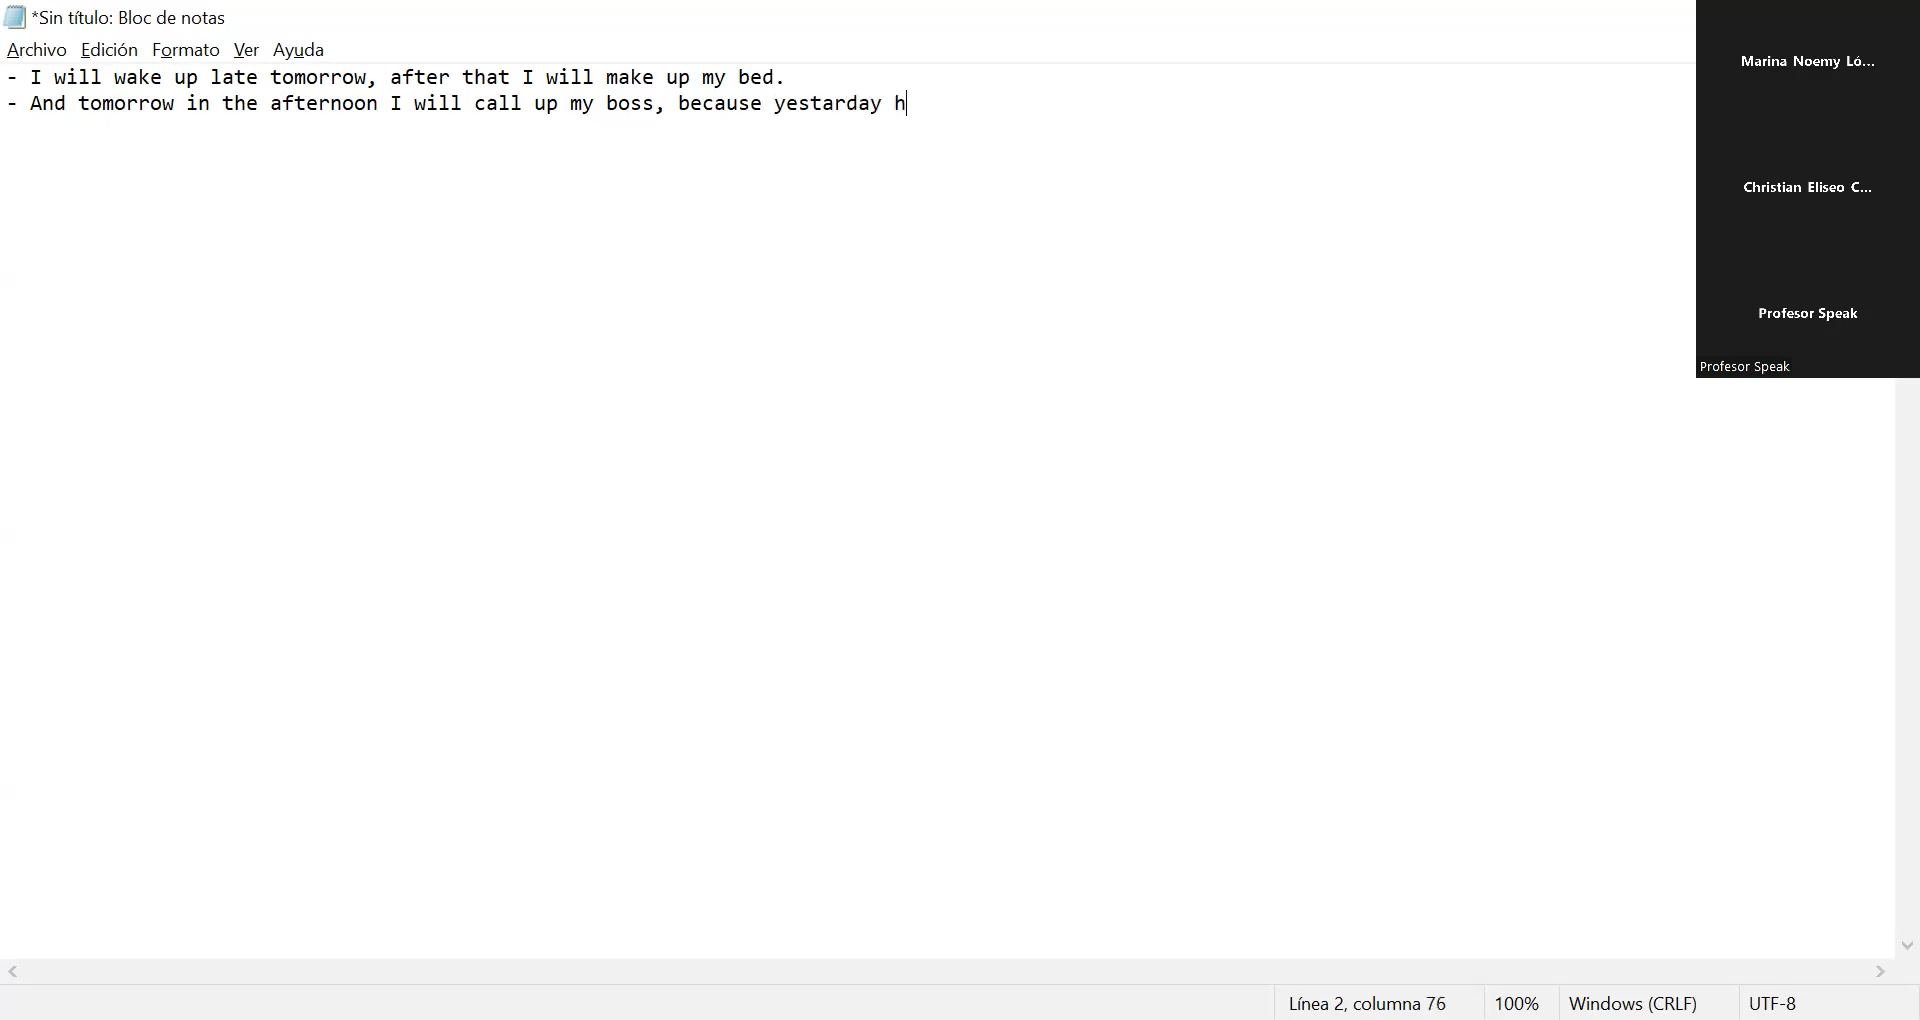 *Sin título: Bloc de notas
Archivo Edición Formato Ver Ayuda
- I will wake up late tomorrow, after that I will make up my bed.
- And tomorrow in the afternoon I will call up my boss, because yestarday h
Marina Noemy Ló...
Christian Eliseo C...
Profesor Speak
Profesor Speak
Línea 2, columna 76 100% Windows (CRLF) UTF-8